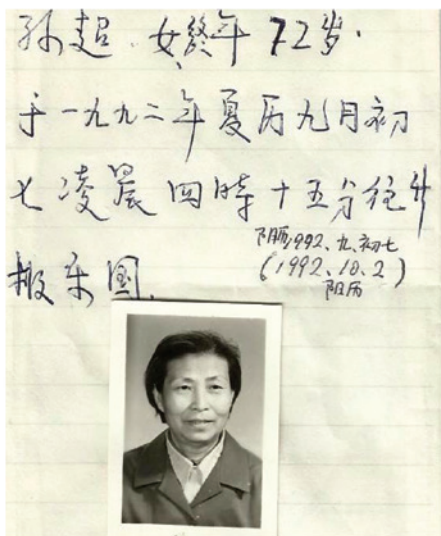 孙超.女,终年72岁.
于一九九二年夏历九月初
七凌晨四时十五分往生
极乐国.
阴历1992、九、初七
(1992、10.2)
阳历